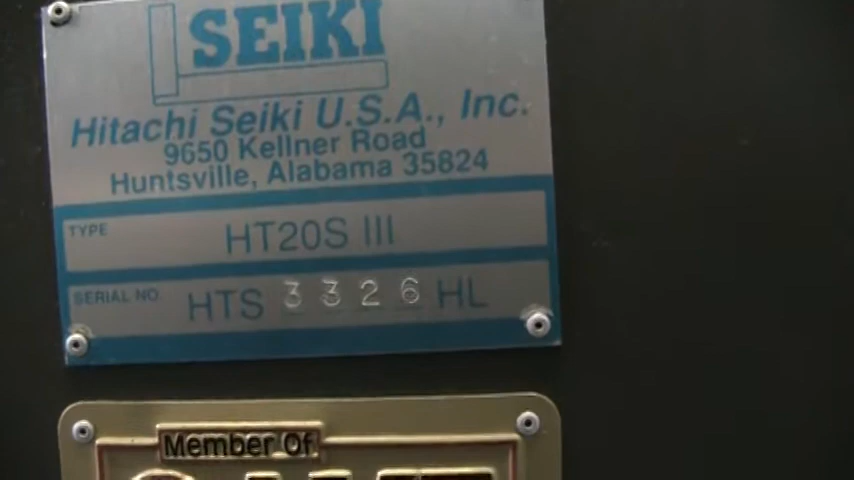 SEIKI
Hitachi Seiki U.S.A., Inc.
9650 Kellner Road
Huntsville, Alabama 35824
TYPE HT20S III
SERIAL NO. HTS 3326 HL
Member Of